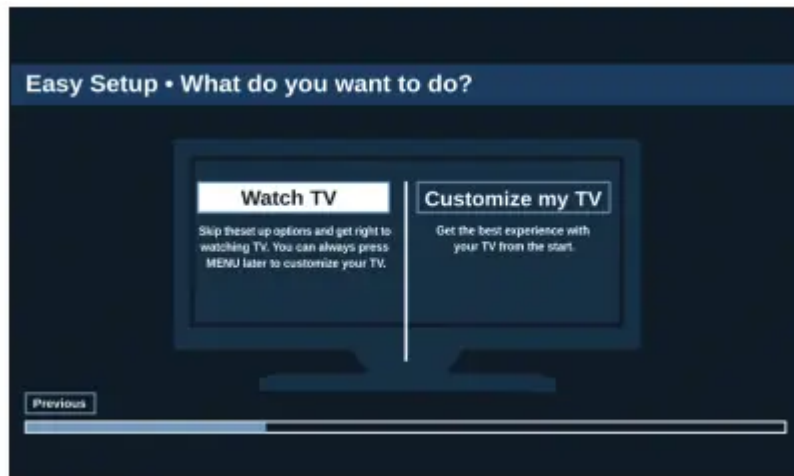 Easy Setup • What do you want to do?
Watch TV
Skip theset up options and get right to
watching TV. You can always press
MENU later to customize your TV.
Customize my TV
Get the best experience with
your TV from the start.
Previous